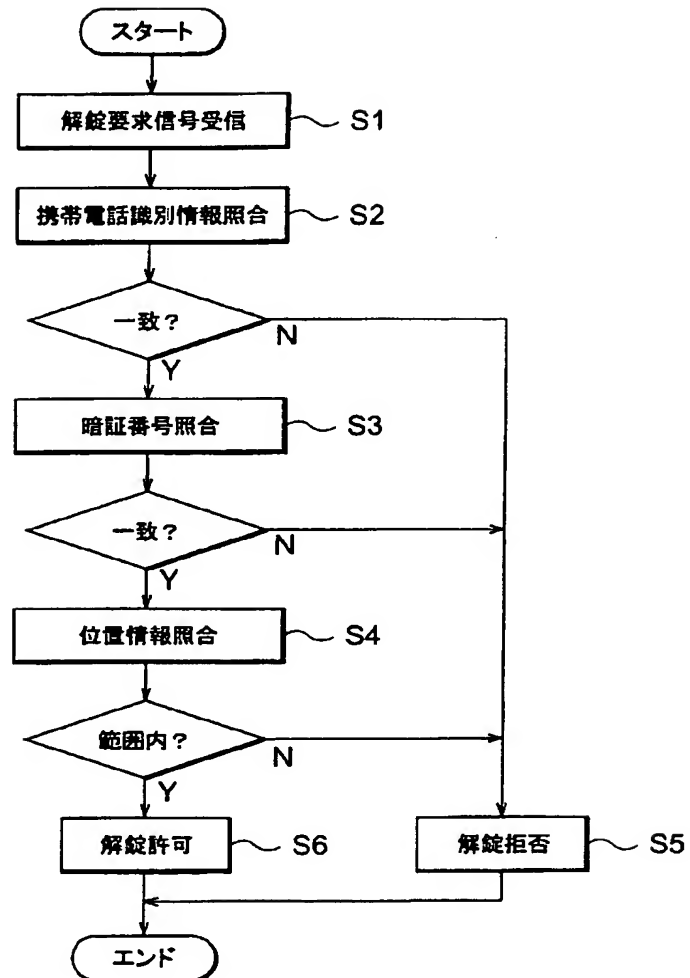 スタート
解錠要求信号受信 S1
携帯電話識別情報照合 S2
一致？ N
Y
暗証番号照合 S3
一致？ N
Y
位置情報照合 S4
範囲内？ N
Y
解錠許可 S6 解錠拒否 S5
エンド